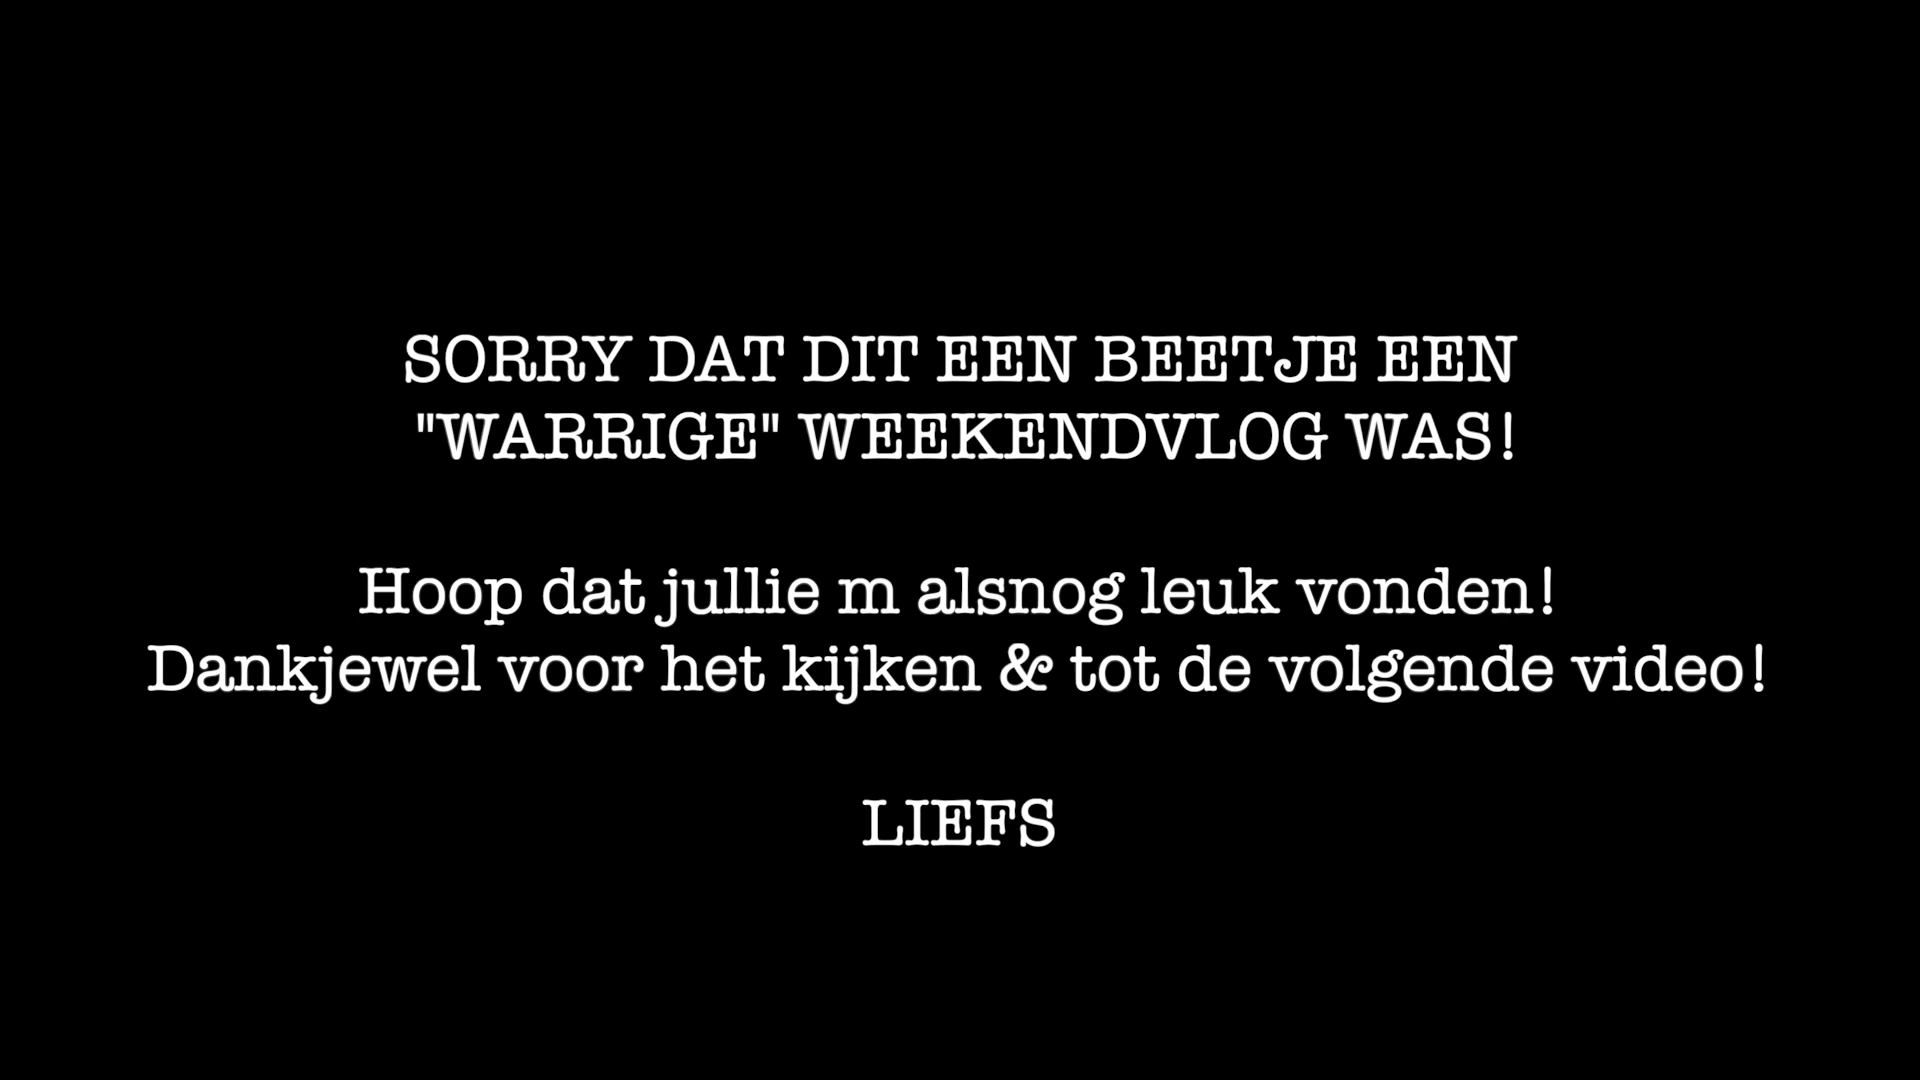 SORRY DAT DIT EEN BEETJE EEN
"WARRIGE" WEEKENDVLOG WAS!
Hoop dat jullie m alsnog leuk vonden!
Dankjewel voor het kijken & tot de volgende video!
LIEFS